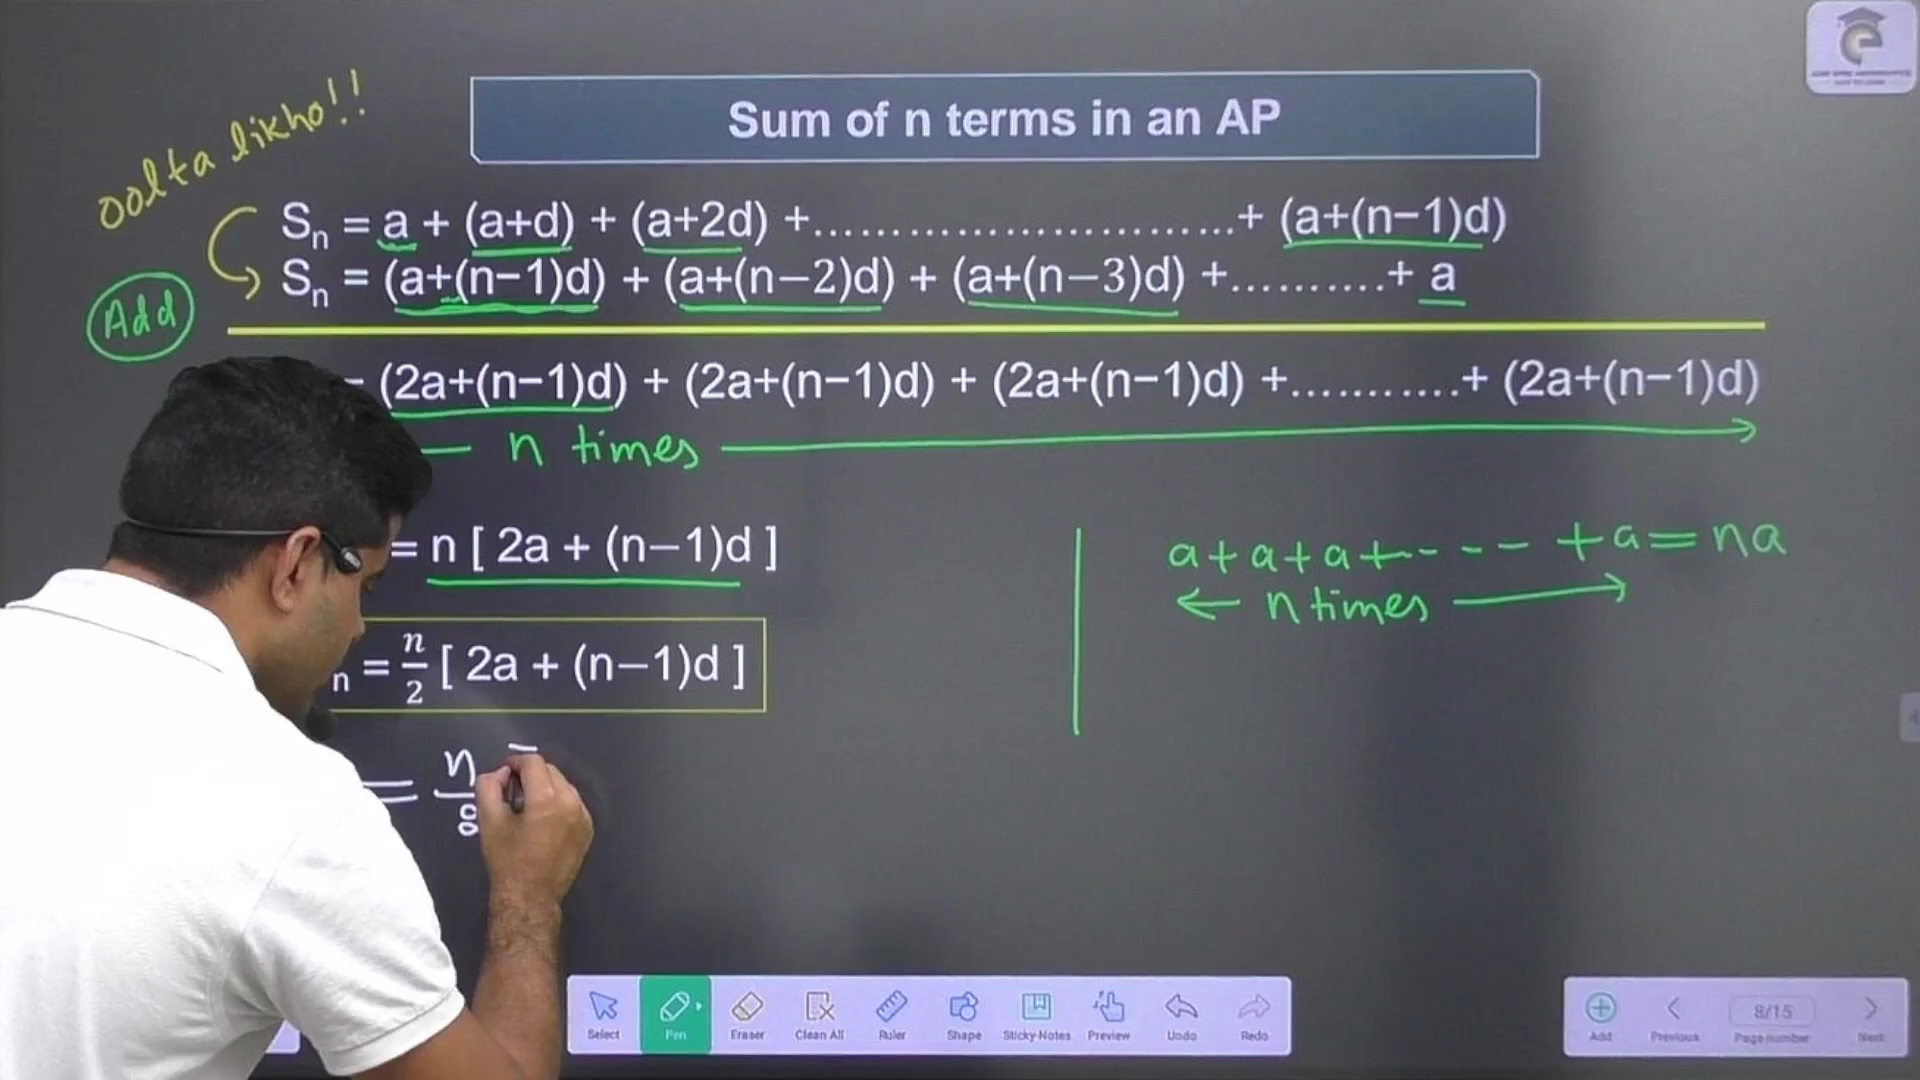 Sum of n terms in an AP
oolta likho!!
Sₙ = a + (a+d) + (a+2d) +..............................+ (a+(n−1)d)
Sₙ = (a+(n−1)d) + (a+(n−2)d) + (a+(n−3)d) +...........+ a
Add
= (2a+(n−1)d) + (2a+(n−1)d) + (2a+(n−1)d) +............+ (2a+(n−1)d)
n times
= n [ 2a + (n−1)d ]
a+a+a+---- +a=na
← n times →
n = n/2 [ 2a + (n−1)d ]
= n
Select Pen Eraser Clean All Ruler Shape Sticky-Notes Preview Undo Redo
Add Previous 8/15 Page number Next